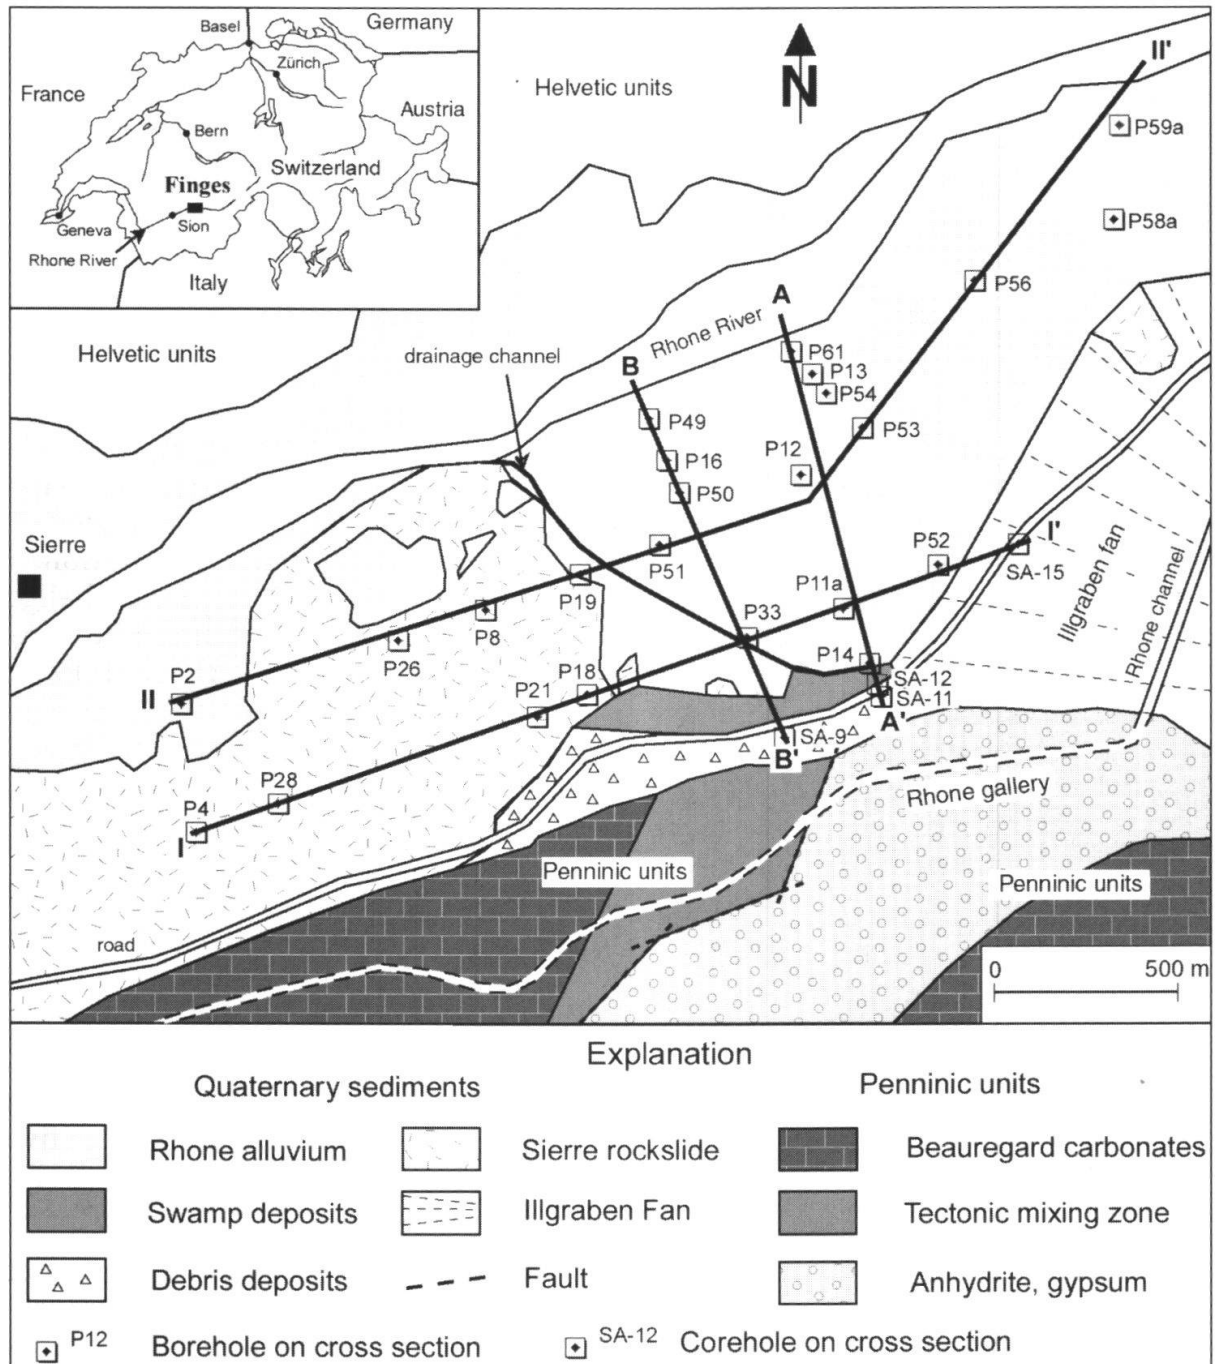 Basel
Germany
Zürich
France
Austria
Bern
Switzerland
Finges
Geneva
Sion
Rhone River
Italy
Helvetic units
N
II'
P59a
P58a
P56
A
Rhone River
P61
P13
P54
P53
Helvetic units
drainage channel
B
P49
P16
P50
P12
Sierre
P51
P19
P8
P26
P2
II
P52
I'
SA-15
P11a
P33
P14
SA-12
SA-11
A'
SA-9
B'
P18
P21
P28
P4
I
Illgraben fan
Rhone channel
Rhone gallery
Penninic units
Penninic units
road
0 500 m
Explanation
Quaternary sediments
Penninic units
Rhone alluvium
Sierre rockslide
Beauregard carbonates
Swamp deposits
Illgraben Fan
Tectonic mixing zone
Debris deposits
Fault
Anhydrite, gypsum
P12 Borehole on cross section
SA-12 Corehole on cross section